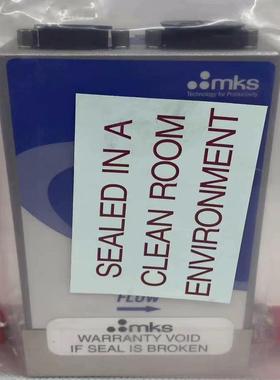 mks
Technology for Productivity
SEALED IN A
CLEAN ROOM
ENVIRONMENT
FLOW
mks
WARRANTY VOID
IF SEAL IS BROKEN